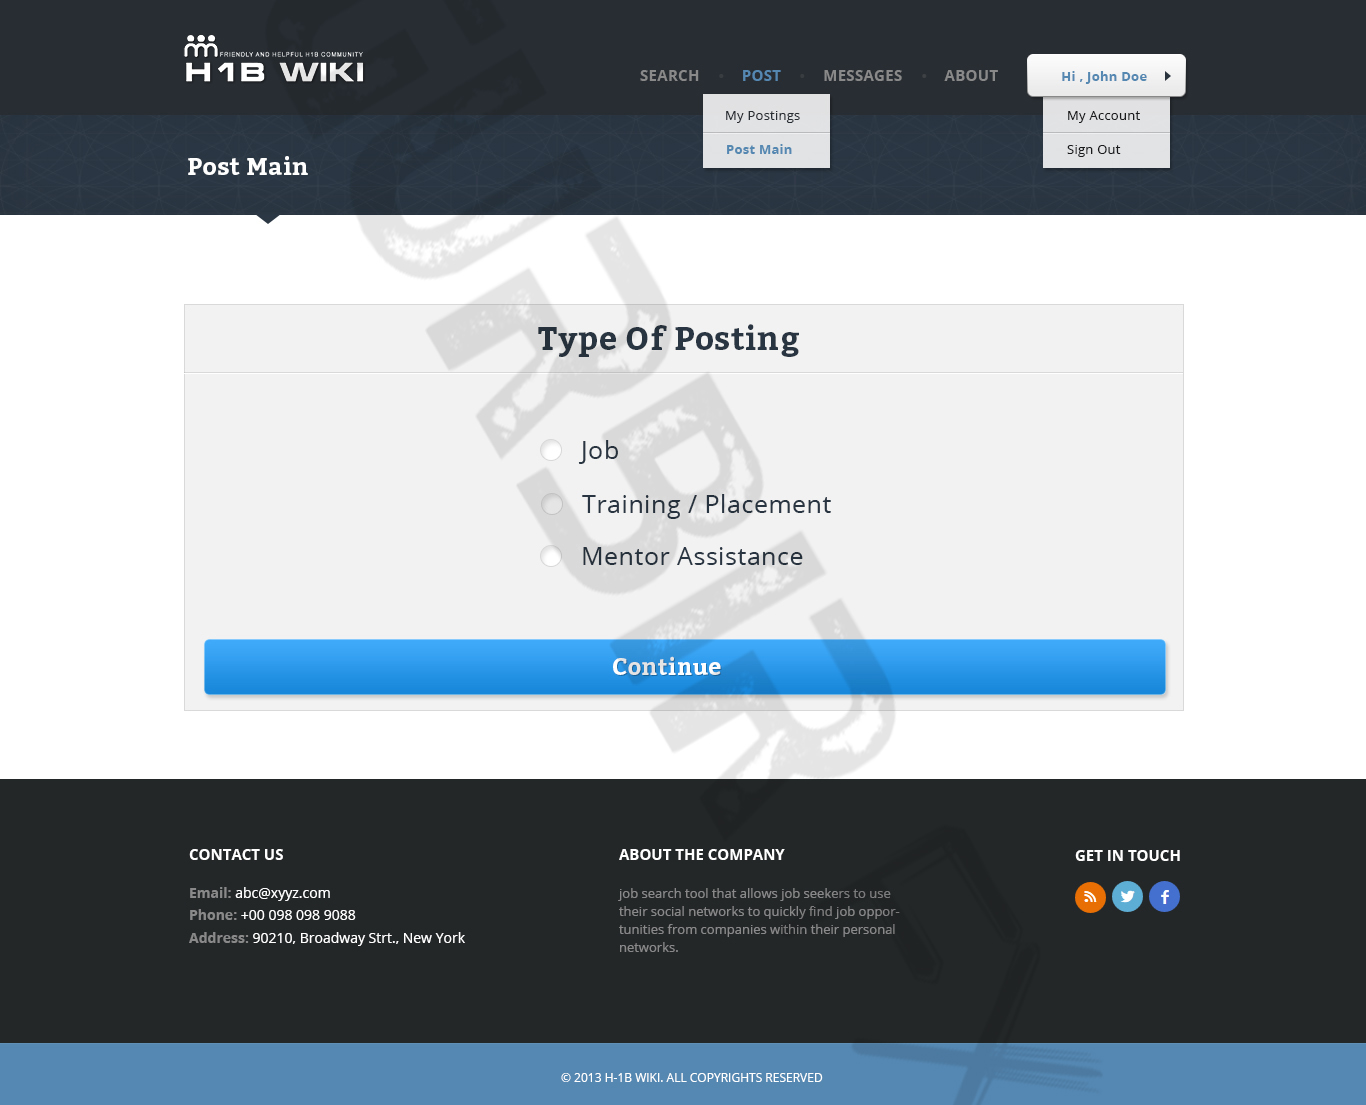 FRIENDLY AND HELPFUL H1B COMMUNITY
H1B WIKI
SEARCH • POST • MESSAGES • ABOUT
Hi , John Doe
My Postings
Post Main
My Account
Sign Out
Post Main
Type Of Posting
Job
Training / Placement
Mentor Assistance
Continue
CONTACT US
Email: abc@xyyz.com
Phone: +00 098 098 9088
Address: 90210, Broadway Strt., New York
ABOUT THE COMPANY
job search tool that allows job seekers to use
their social networks to quickly find job oppor-
tunities from companies within their personal
networks.
GET IN TOUCH
© 2013 H-1B WIKI. ALL COPYRIGHTS RESERVED